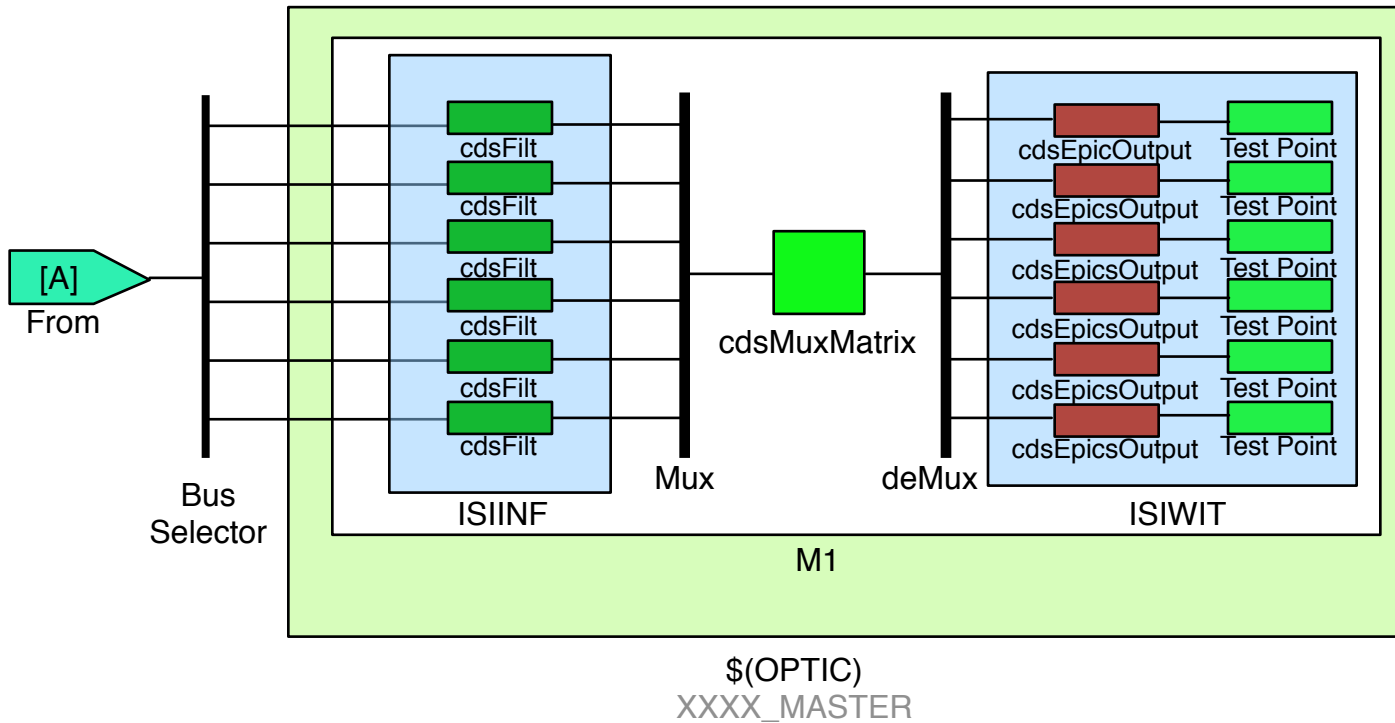 cdsFilt
cdsEpicOutput
Test Point
cdsFilt
cdsEpicsOutput
Test Point
cdsFilt
cdsEpicsOutput
Test Point
[A]
From
cdsFilt
cdsMuxMatrix
cdsEpicsOutput
Test Point
cdsFilt
cdsEpicsOutput
Test Point
cdsFilt
cdsEpicsOutput
Test Point
Bus
Selector
Mux
deMux
ISIINF
ISIWIT
M1
$(OPTIC)
XXXX_MASTER